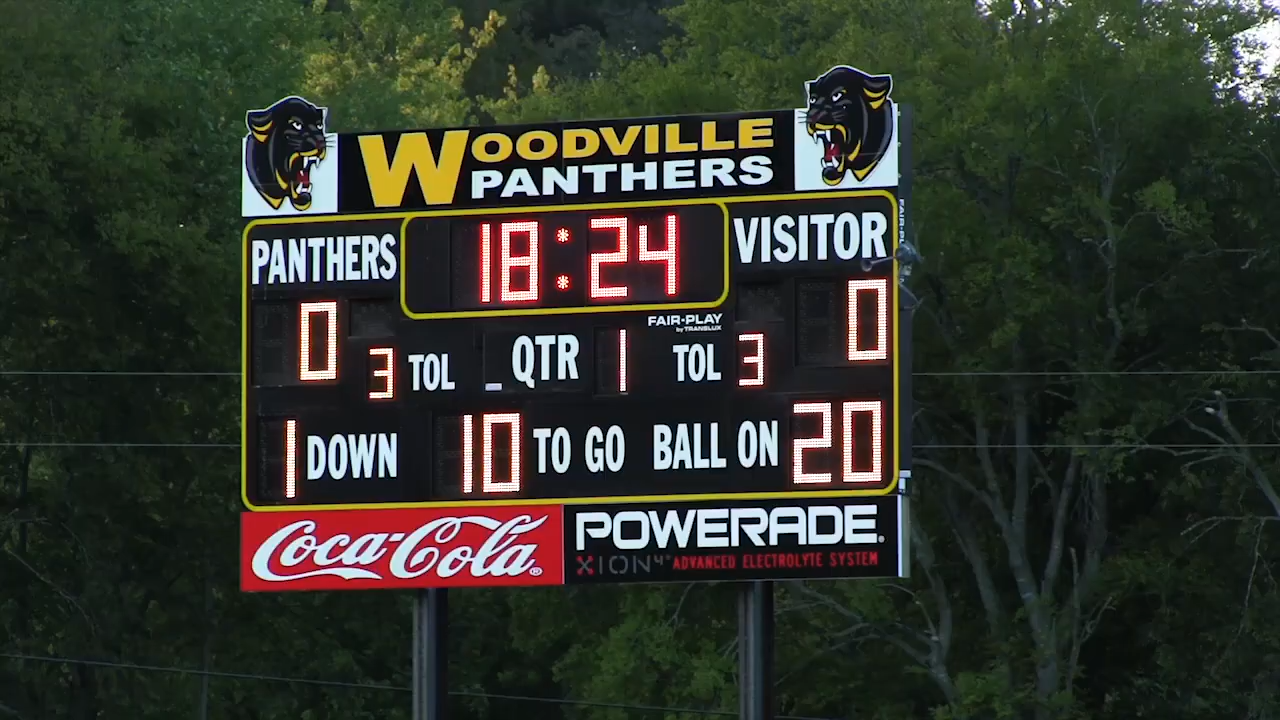 WOODVILLE
PANTHERS
PANTHERS
18:24
VISITOR
0
0
FAIR-PLAY
by TRANSLUX
3 TOL
QTR 1
TOL 3
1 DOWN 10 TO GO BALL ON 20
Coca-Cola®
POWERADE®
ION4® ADVANCED ELECTROLYTE SYSTEM